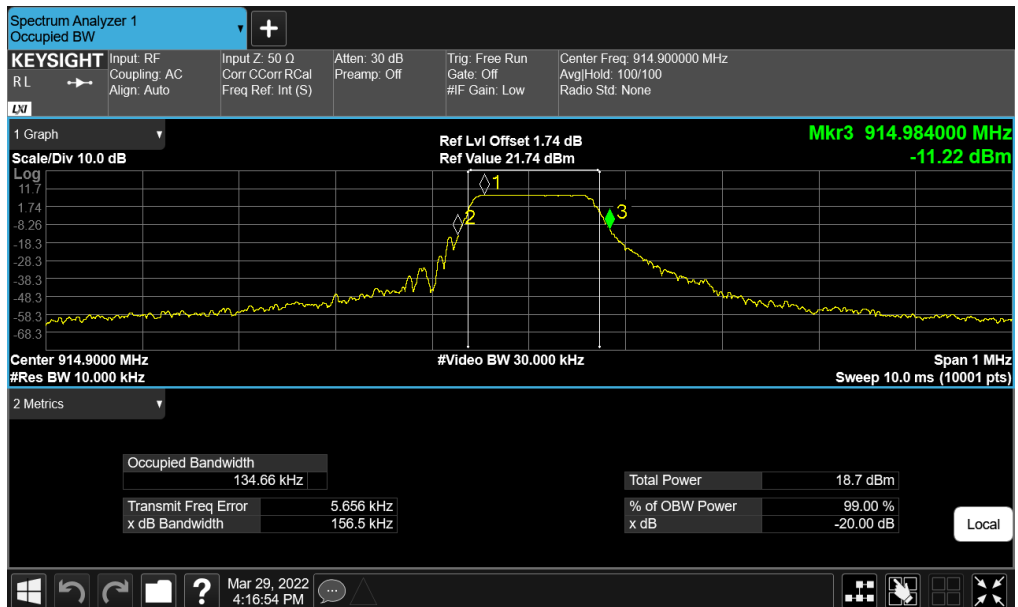 Spectrum Analyzer 1
Occupied BW
+
KEYSIGHT
R L
LXI
Input: RF
Coupling: AC
Align: Auto
Input Z: 50 Ω
Corr CCorr RCal
Freq Ref: Int (S)
Atten: 30 dB
Preamp: Off
Trig: Free Run
Gate: Off
#IF Gain: Low
Center Freq: 914.900000 MHz
Avg|Hold: 100/100
Radio Std: None
1 Graph
Scale/Div 10.0 dB
Ref Lvl Offset 1.74 dB
Ref Value 21.74 dBm
Mkr3 914.984000 MHz
-11.22 dBm
Log
11.7
1.74
-8.26
-18.3
-28.3
-38.3
-48.3
-58.3
-68.3
1
2
3
Center 914.9000 MHz
#Video BW 30.000 kHz
Span 1 MHz
#Res BW 10.000 kHz
Sweep 10.0 ms (10001 pts)
2 Metrics
Occupied Bandwidth
134.66 kHz
Total Power 18.7 dBm
Transmit Freq Error 5.656 kHz
% of OBW Power 99.00 %
x dB Bandwidth 156.5 kHz
x dB -20.00 dB
Local
?
Mar 29, 2022
4:16:54 PM